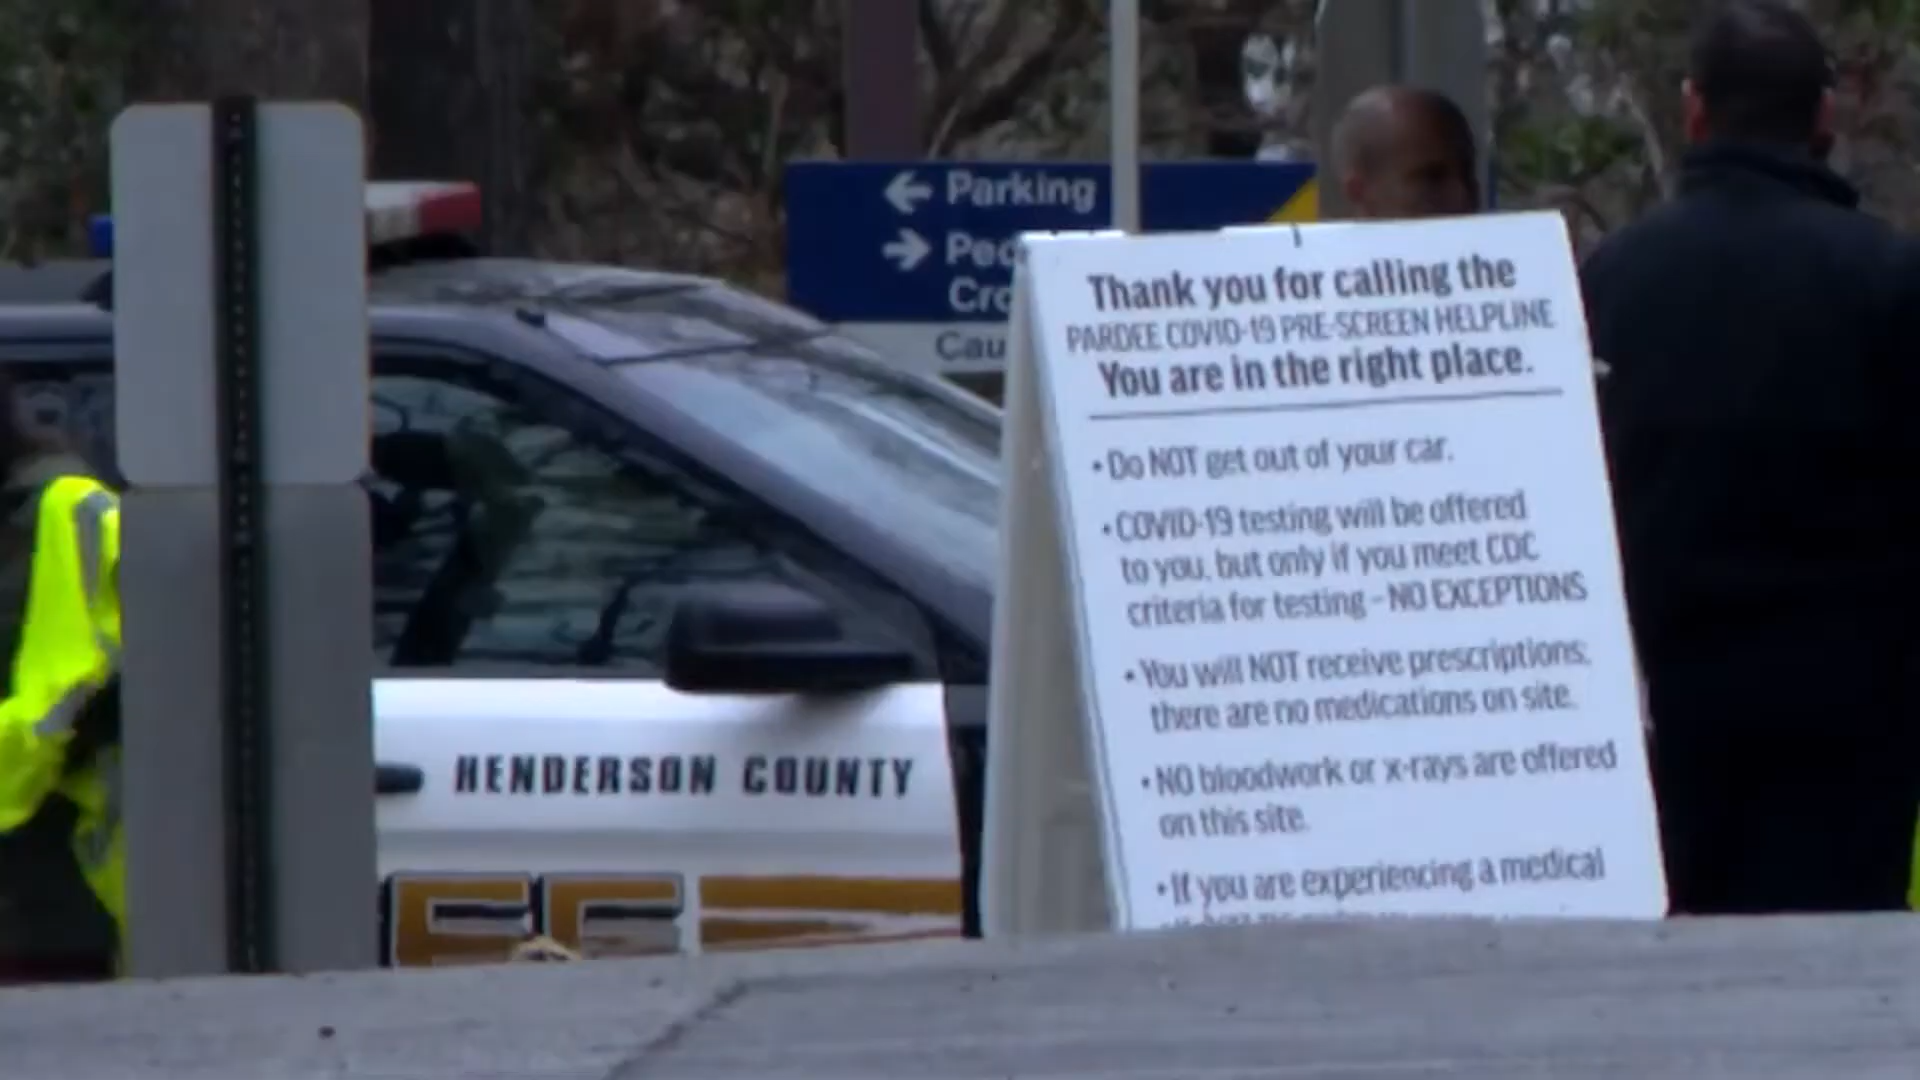 Parking
Thank you for calling the
PARDEE COVID-19 PRE-SCREEN HELPLINE
You are in the right place.
• Do NOT get out of your car.
• COVID-19 testing will be offered
to you, but only if you meet CDC
criteria for testing - NO EXCEPTIONS
• You will NOT receive prescriptions;
there are no medications on site.
• NO bloodwork or x-rays are offered
on this site.
• If you are experiencing a medical
HENDERSON COUNTY